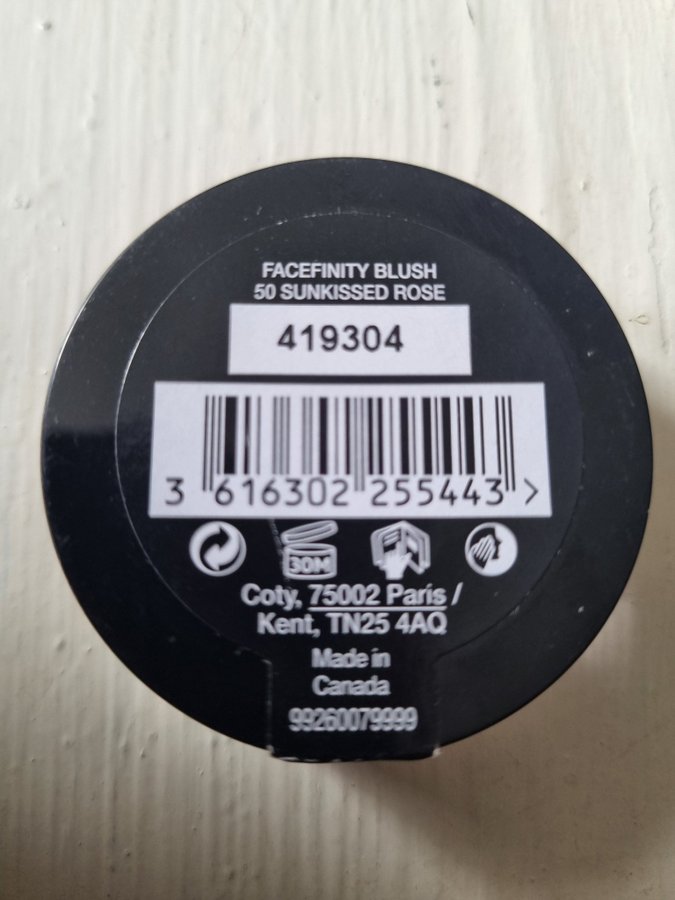 FACEFINITY BLUSH
50 SUNKISSED ROSE
419304
3 616302 255443 >
30M
Coty, 75002 Paris /
Kent, TN25 4AQ
Made in
Canada
99260079999